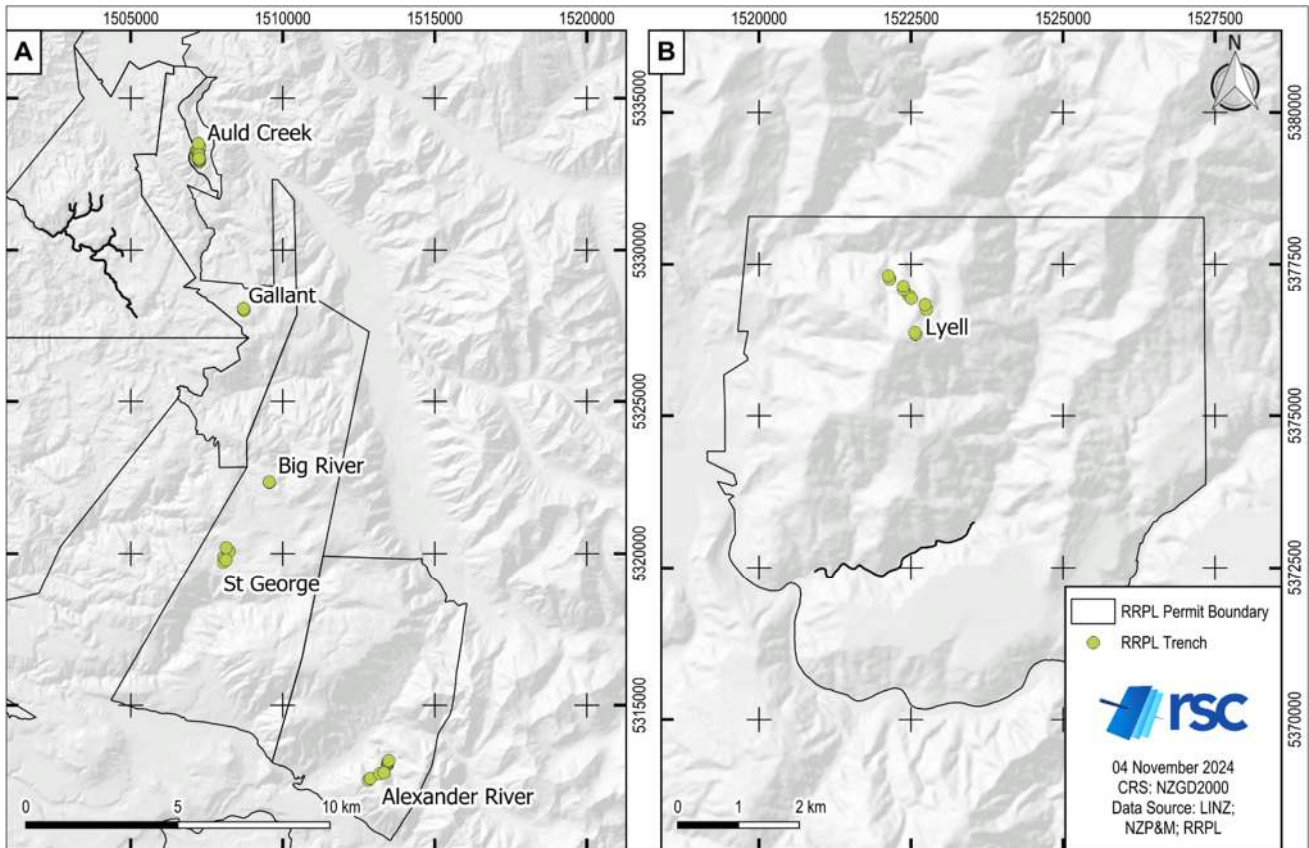 1505000 1510000 1515000 1520000
1520000 1522500 1525000 1527500
A
B
N
5335000
5330000
5325000
5320000
5315000
5380000
5377500
5375000
5372500
5370000
Auld Creek
Gallant
Big River
St George
Alexander River
Lyell
0 5 10 km
0 1 2 km
RRPL Permit Boundary
RRPL Trench
rsc
04 November 2024
CRS: NZGD2000
Data Source: LINZ;
NZP&M; RRPL